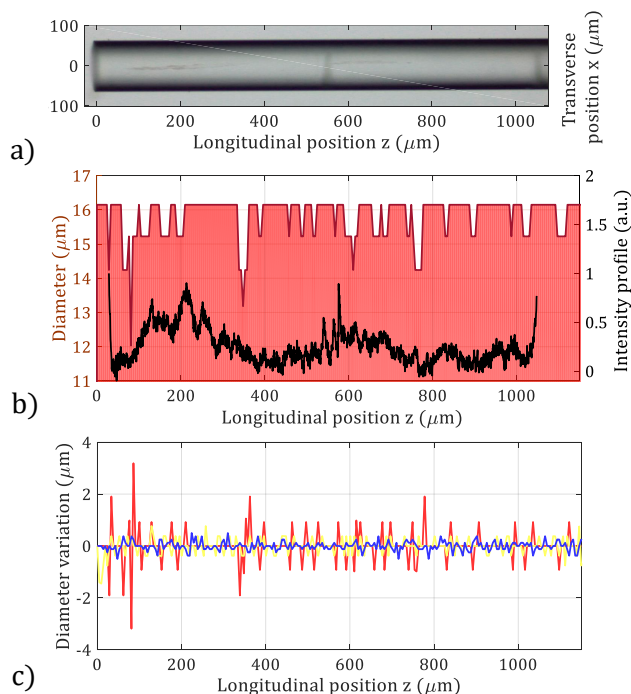 100
0
100
0 200 400 600 800 1000
Longitudinal position z (μm)
Transverse
position x (μm)
a)
17
16
15
14
13
12
11
Diameter (μm)
2
1.5
1
0.5
0
Intensity profile (a.u.)
0 200 400 600 800 1000
Longitudinal position z (μm)
b)
4
2
0
-2
-4
Diameter variation (μm)
0 200 400 600 800 1000
Longitudinal position z (μm)
c)